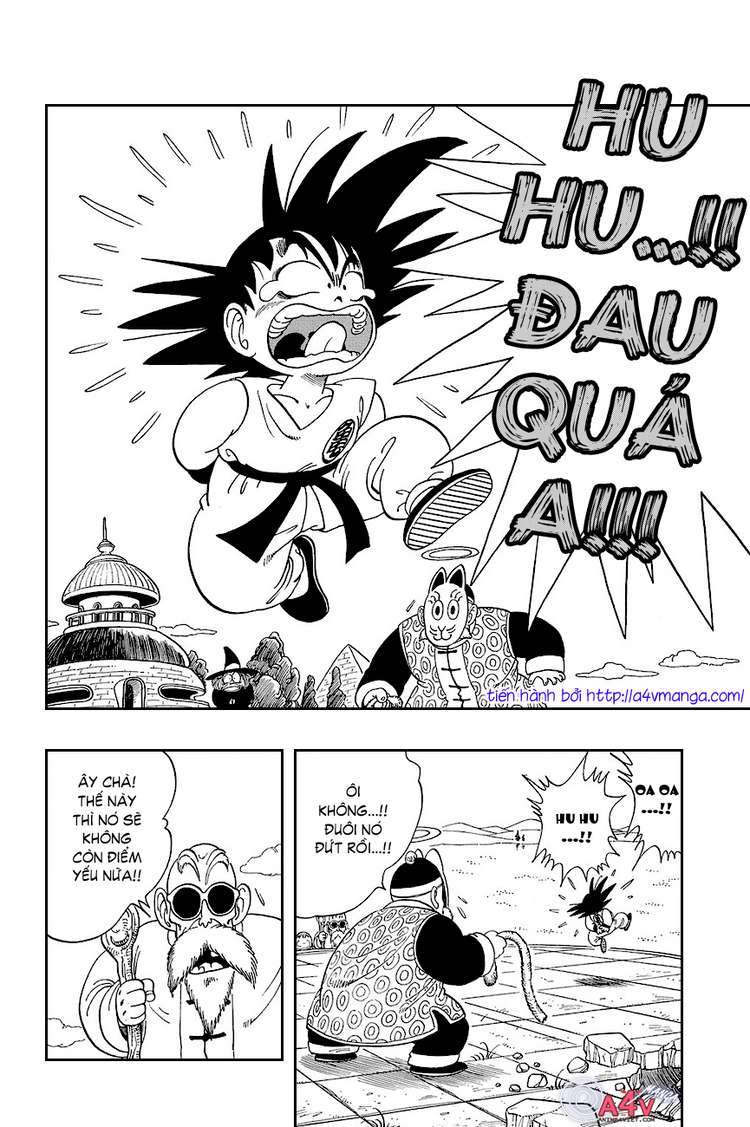 HU
HU...!!
ĐAU
QUÁ
A!!!
tiến hành bởi http://a4vmanga.com/
ÂY CHÀ!
THẾ NÀY
THÌ NÓ SẼ
KHÔNG
CÒN ĐIỂM
YẾU NỮA!!
ÔI
KHÔNG...!!
ĐUÔI NÓ
ĐỨT RỒI...!!
HU HU
...!!
OA OA
...!!
A4V